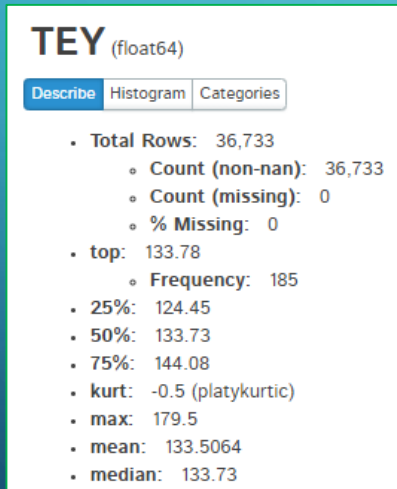 TEY (float64)
Describe Histogram Categories
• Total Rows: 36,733
◦ Count (non-nan): 36,733
◦ Count (missing): 0
◦ % Missing: 0
• top: 133.78
◦ Frequency: 185
• 25%: 124.45
• 50%: 133.73
• 75%: 144.08
• kurt: -0.5 (platykurtic)
• max: 179.5
• mean: 133.5064
• median: 133.73